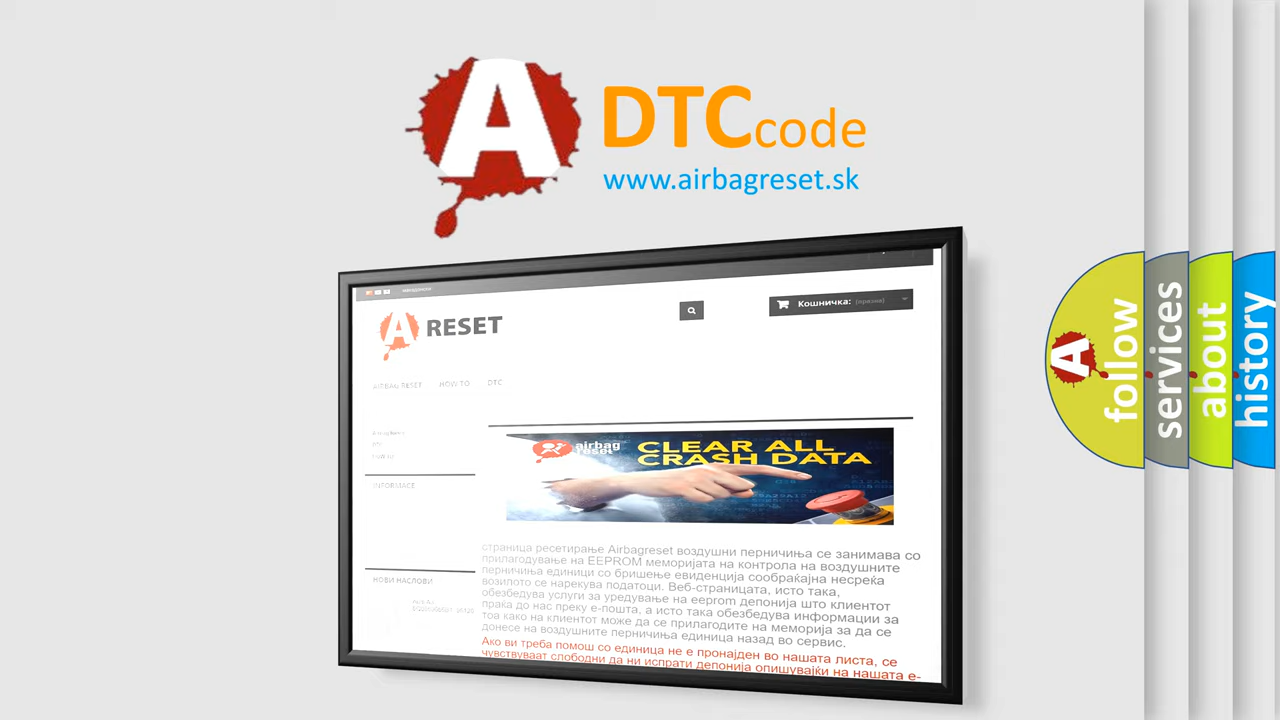 A DTC code
www.airbagreset.sk
Кошничка: (празни)
A RESET
AIRBAG RESET HOW TO DTC
airbag
reset
CLEAR ALL
CRASH DATA
INFORMACE
НОВИ НАСЛОВИ
страница ресетирање Airbagreset воздушни перничиња се занимава со
прилагодување на EEPROM меморијата на контрола на воздушните
перничиња единици со бришење евиденција сообраќајна несреќа
возилото се нарекува податоци. Веб-страницата, исто така,
обезбедува услуги за уредување на eeprom депонија што клиентот
праќа до нас преку е-пошта, а исто така обезбедува информации за
тоа како на клиентот може да се прилагодите на меморија за да се
донесе на воздушните перничиња единица назад во сервис.
Ако ви треба помош со единица не е пронајден во нашата листа, се
чувствуваат слободни да ни испрати депонија опишувајќи на нашата е-
A follow
services
about
history